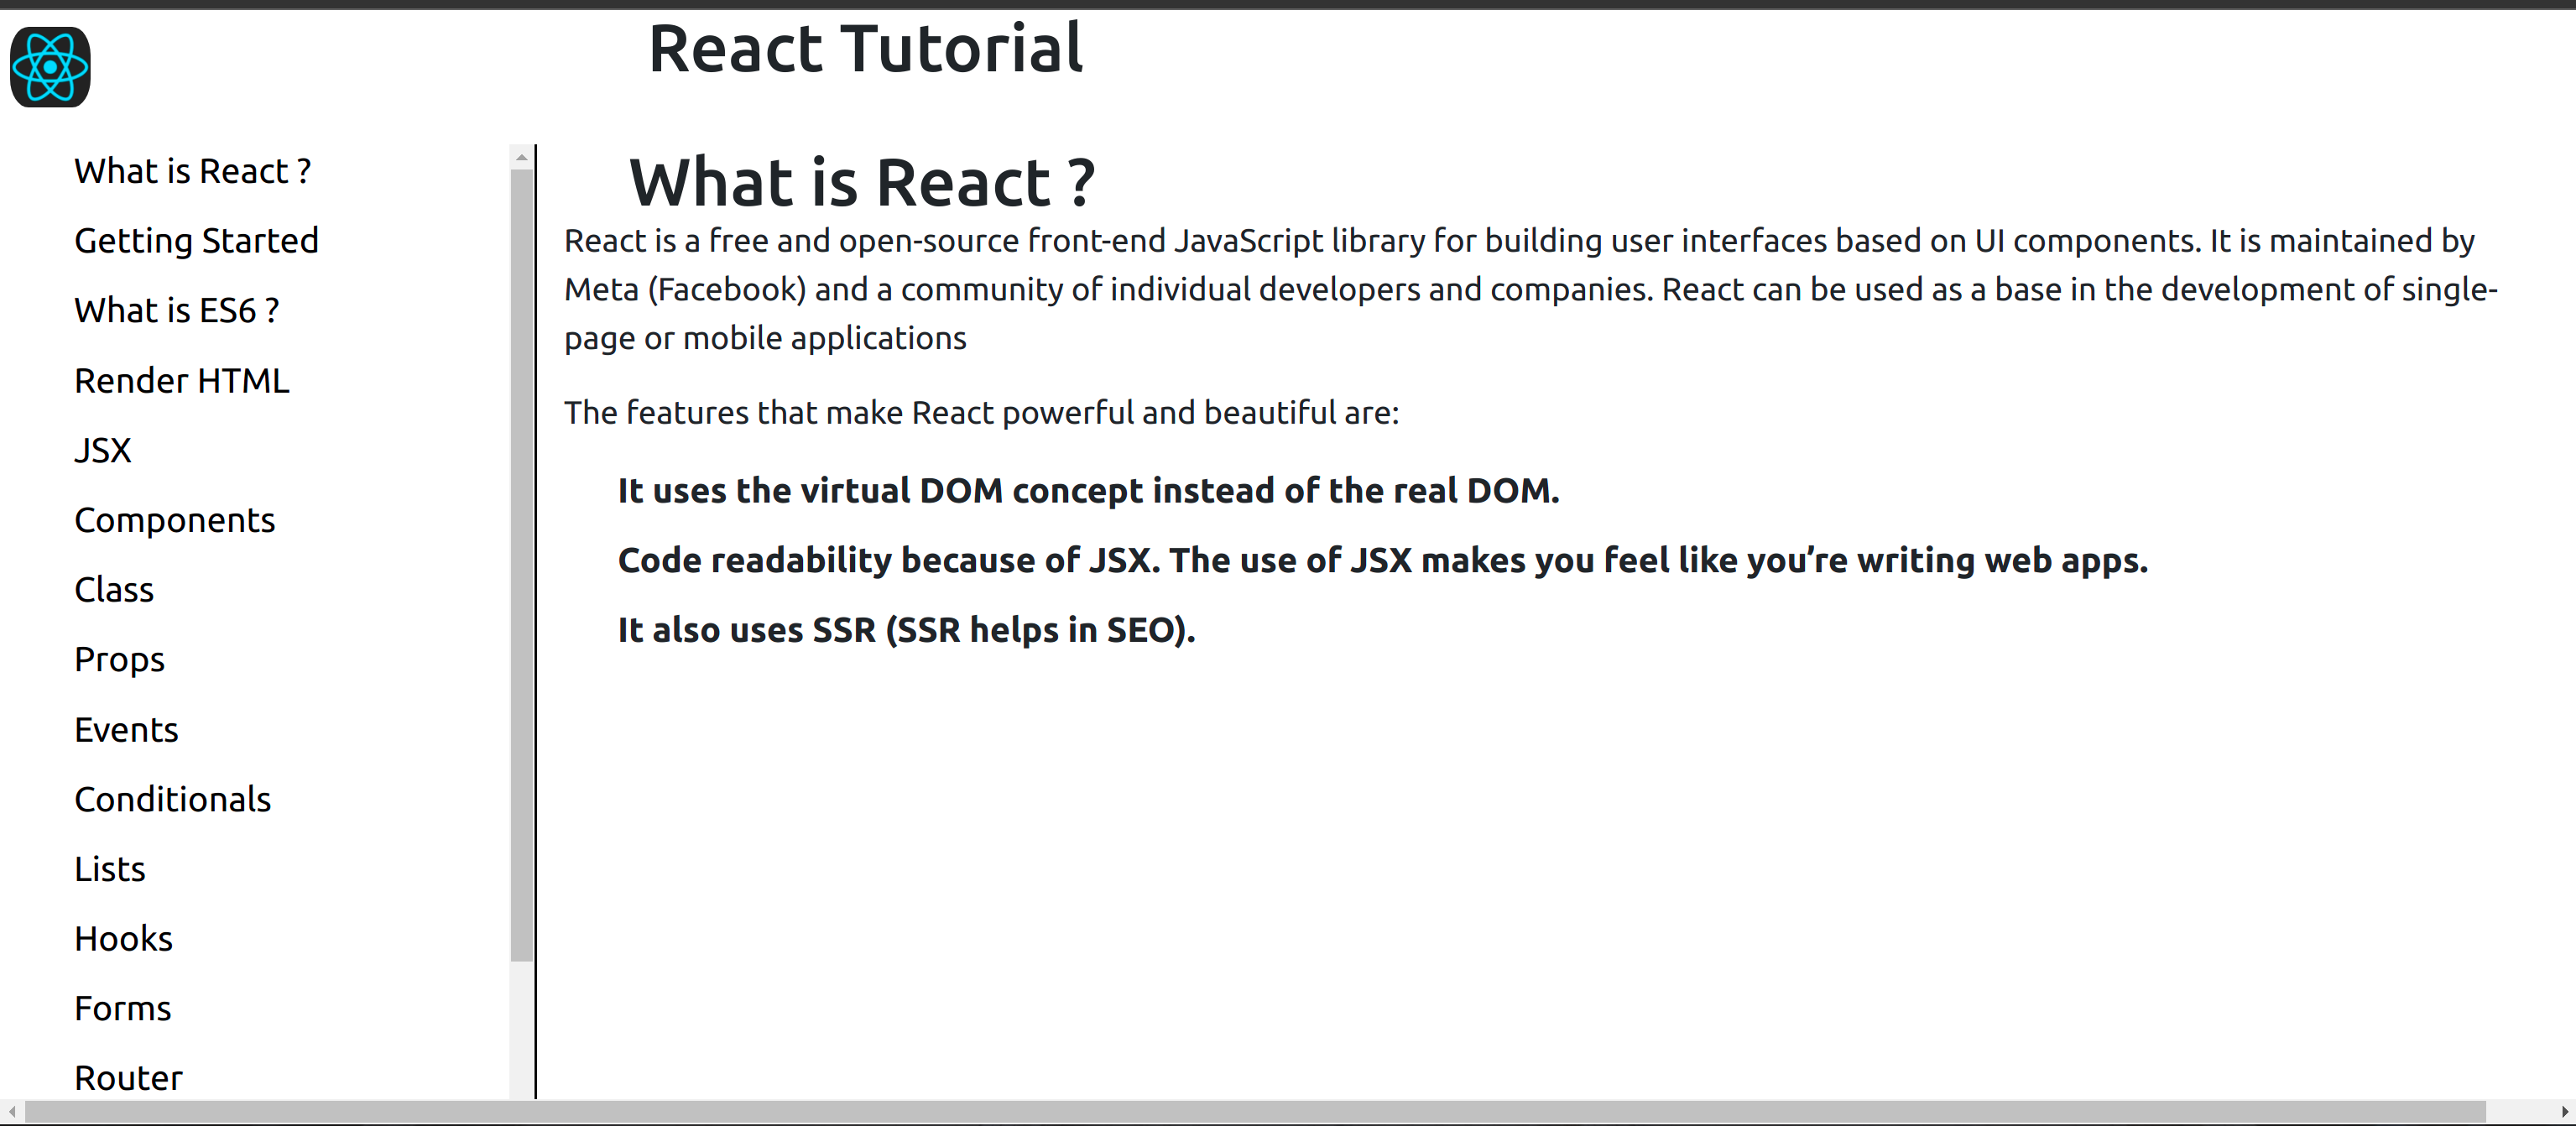 React Tutorial
What is React ?
Getting Started
What is ES6 ?
Render HTML
JSX
Components
Class
Props
Events
Conditionals
Lists
Hooks
Forms
Router
What is React ?
React is a free and open-source front-end JavaScript library for building user interfaces based on UI components. It is maintained by
Meta (Facebook) and a community of individual developers and companies. React can be used as a base in the development of single-
page or mobile applications
The features that make React powerful and beautiful are:
It uses the virtual DOM concept instead of the real DOM.
Code readability because of JSX. The use of JSX makes you feel like you’re writing web apps.
It also uses SSR (SSR helps in SEO).